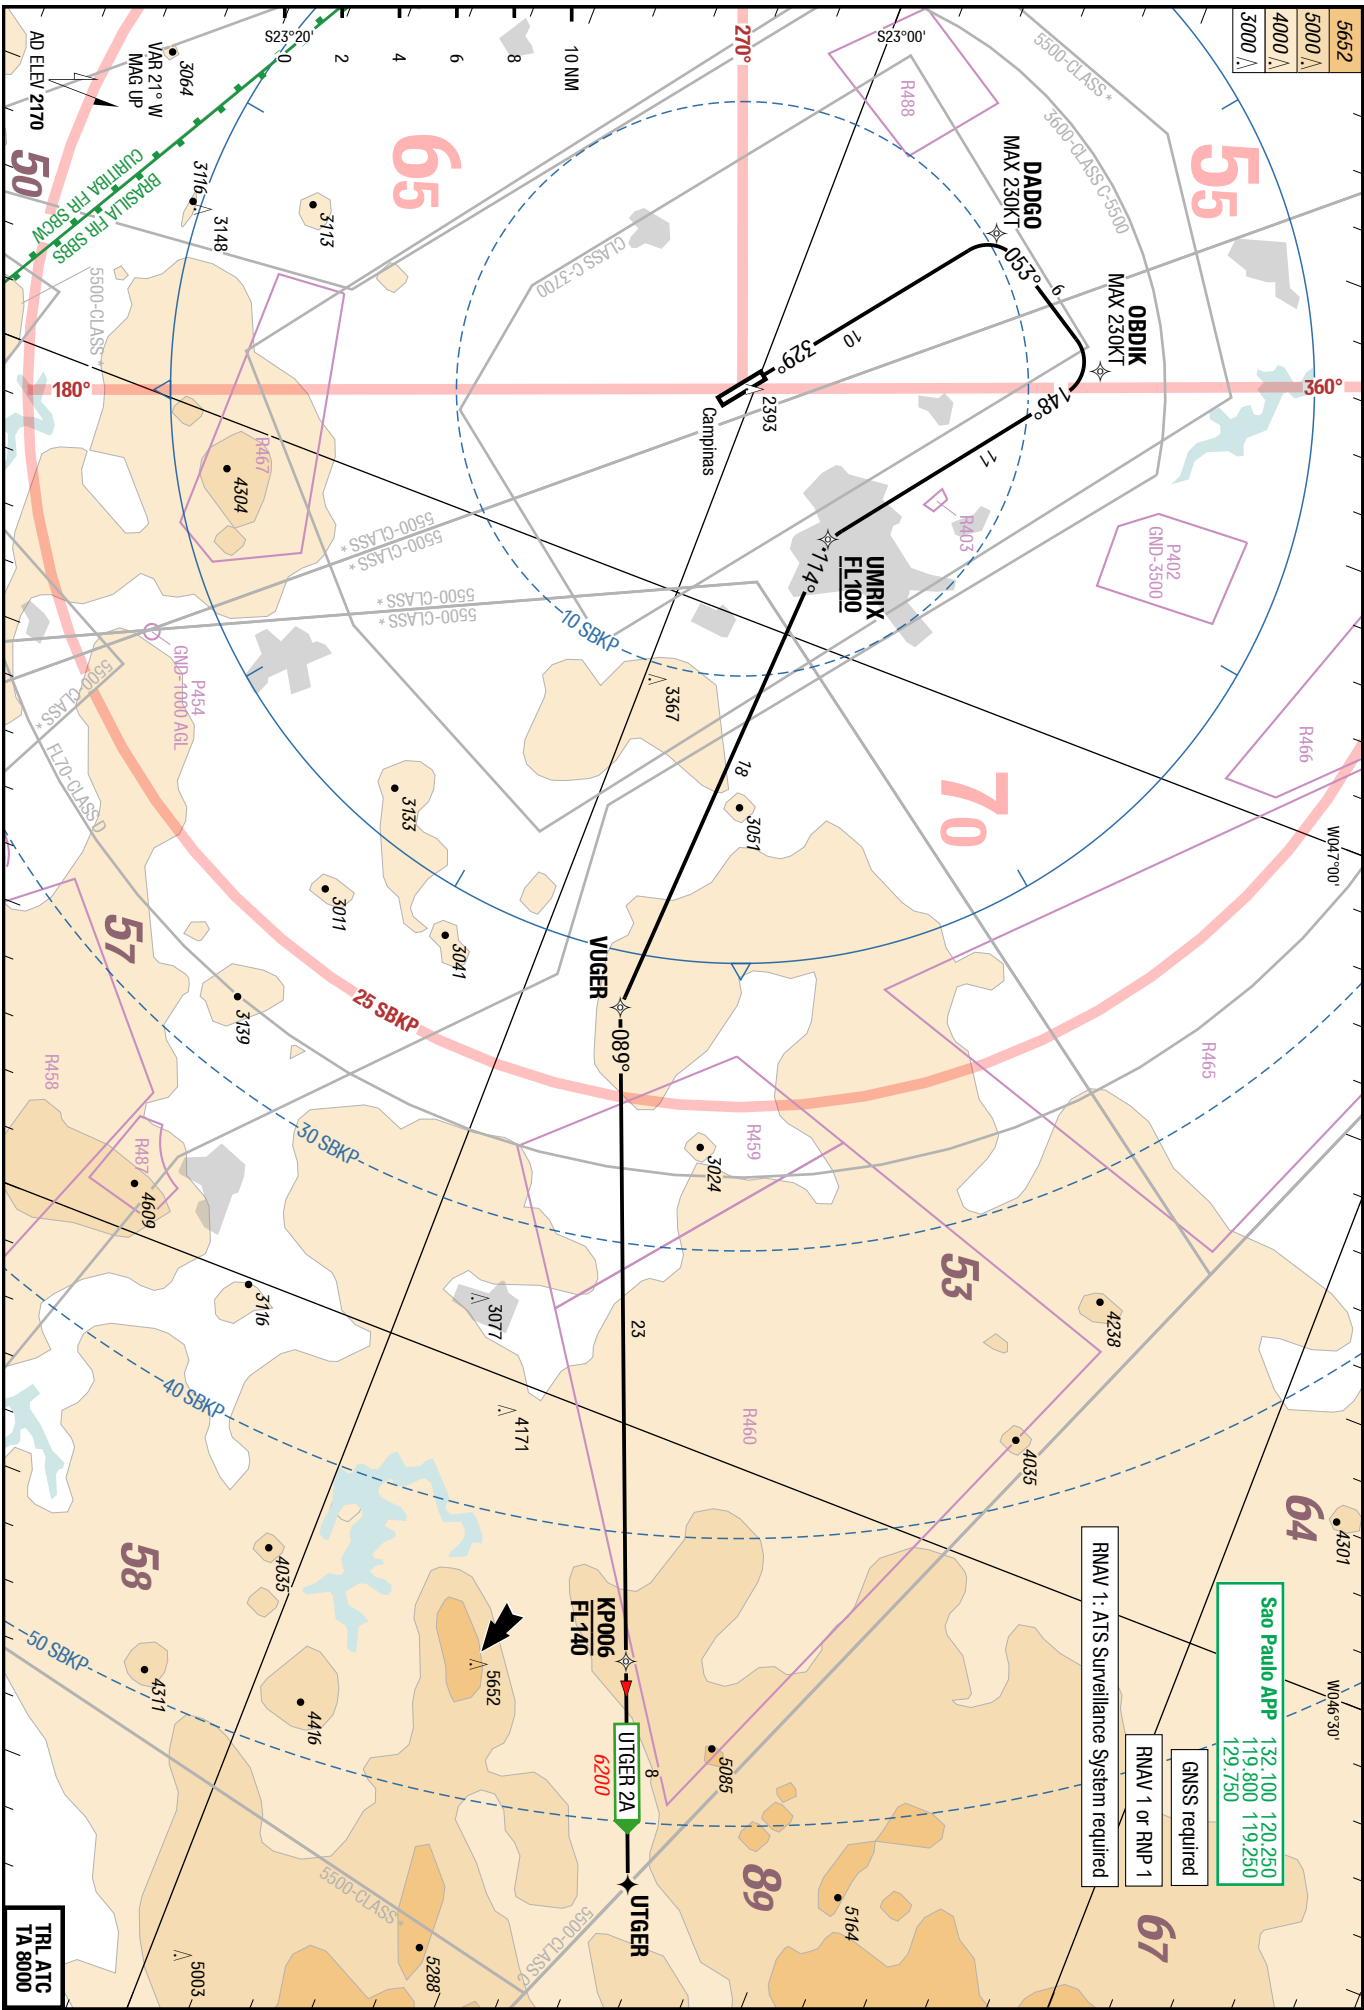 5652
5000
4000
3000
S23°20'
0
2
4
6
8
10 NM
270°
S23°00'
5500-CLASS *
3600-CLASS C-5500
R488
55
65
3064
VAR 21° W
MAG UP
AD ELEV 2170
50
CURITIBA FIR SBCW
BRASILIA FIR SBBS
3116
3148
3113
5500-CLASS *
CLASS C-3700
DADGO
MAX 230KT
053°
9
OBDIK
MAX 230KT
10
329°
148°
11
180°
360°
2393
Campinas
R467
4304
5500-CLASS *
5500-CLASS *
5500-CLASS *
5500-CLASS *
R403
P402
GND-3500
UMRIX
FL100
114°
10 SBKP
P454
GND-1000 AGL
5500-CLASS *
FL70-CLASS D
3367
18
3051
70
R466
W047°00'
3133
3011
3041
57
VUGER
089°
25 SBKP
3139
R458
R487
4609
30 SBKP
R459
3024
R465
53
4238
3116
3077
23
40 SBKP
4171
R460
4035
64
4301
58
4035
KP006
FL140
50 SBKP
4311
4416
5652
UTGER 2A
6200
8
5085
89
5164
67
UTGER
5500-CLASS *
5500-CLASS C
5288
5003
W046°30'
Sao Paulo APP 132.100 120.250
119.800 119.250
129.750
GNSS required
RNAV 1 or RNP 1
RNAV 1: ATS Surveillance System required
TRL ATC
TA 8000